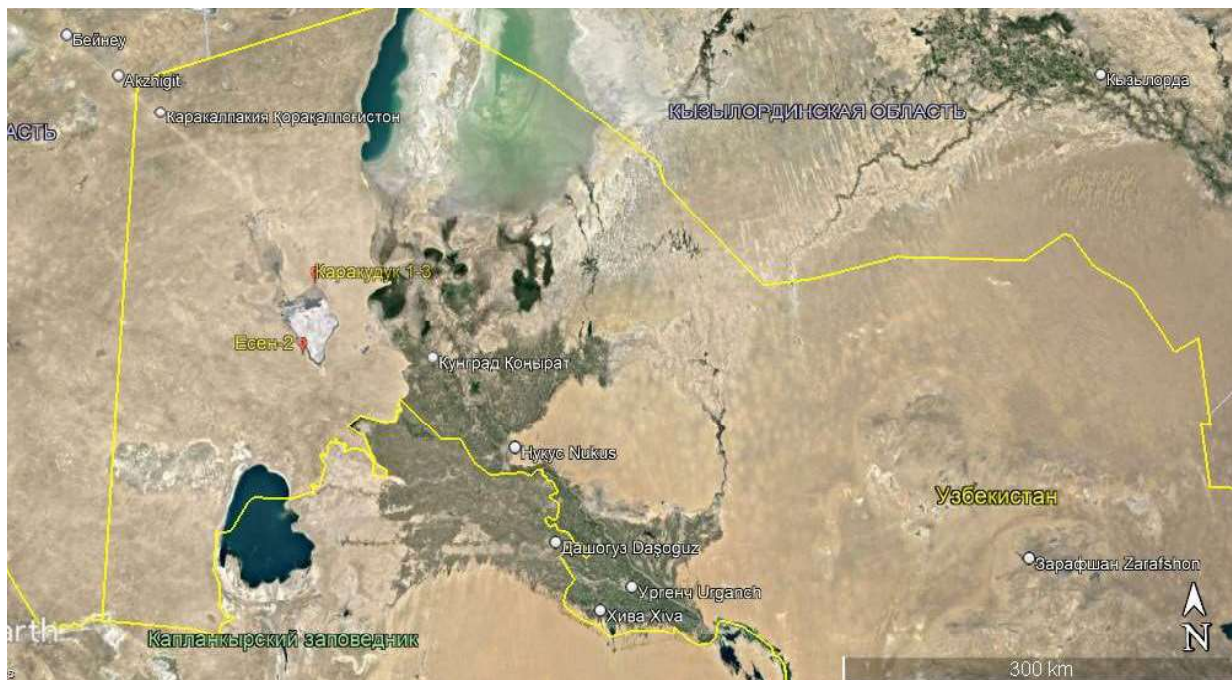 Бейнеу
Akzhigit
Кызылорда
Каракалпакия Қорақалпоғистон
КЫЗЫЛОРДИНСКАЯ ОБЛАСТЬ
АСТЬ
Каракудук 1-3
Есен-2
Кунград Қоңырат
Нукус Nukus
Узбекистан
Дашогуз Daşoguz
Зарафшан Zarafshon
Ургенч Urganch
Хива Xiva
Капланкырский заповедник
arth
N
300 km